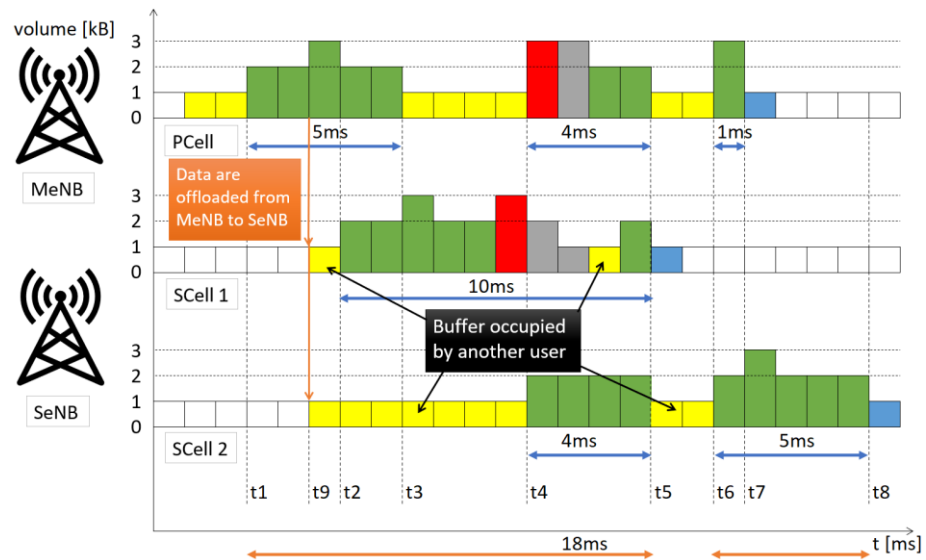 volume [kB]
3
2
1
0
5ms
4ms
1ms
PCell
MeNB
Data are
offloaded from
MeNB to SeNB
3
2
1
0
10ms
SCell 1
Buffer occupied
by another user
3
2
1
0
SeNB
SCell 2
4ms
5ms
t1
t9
t2
t3
t4
t5
t6
t7
t8
18ms
t [ms]